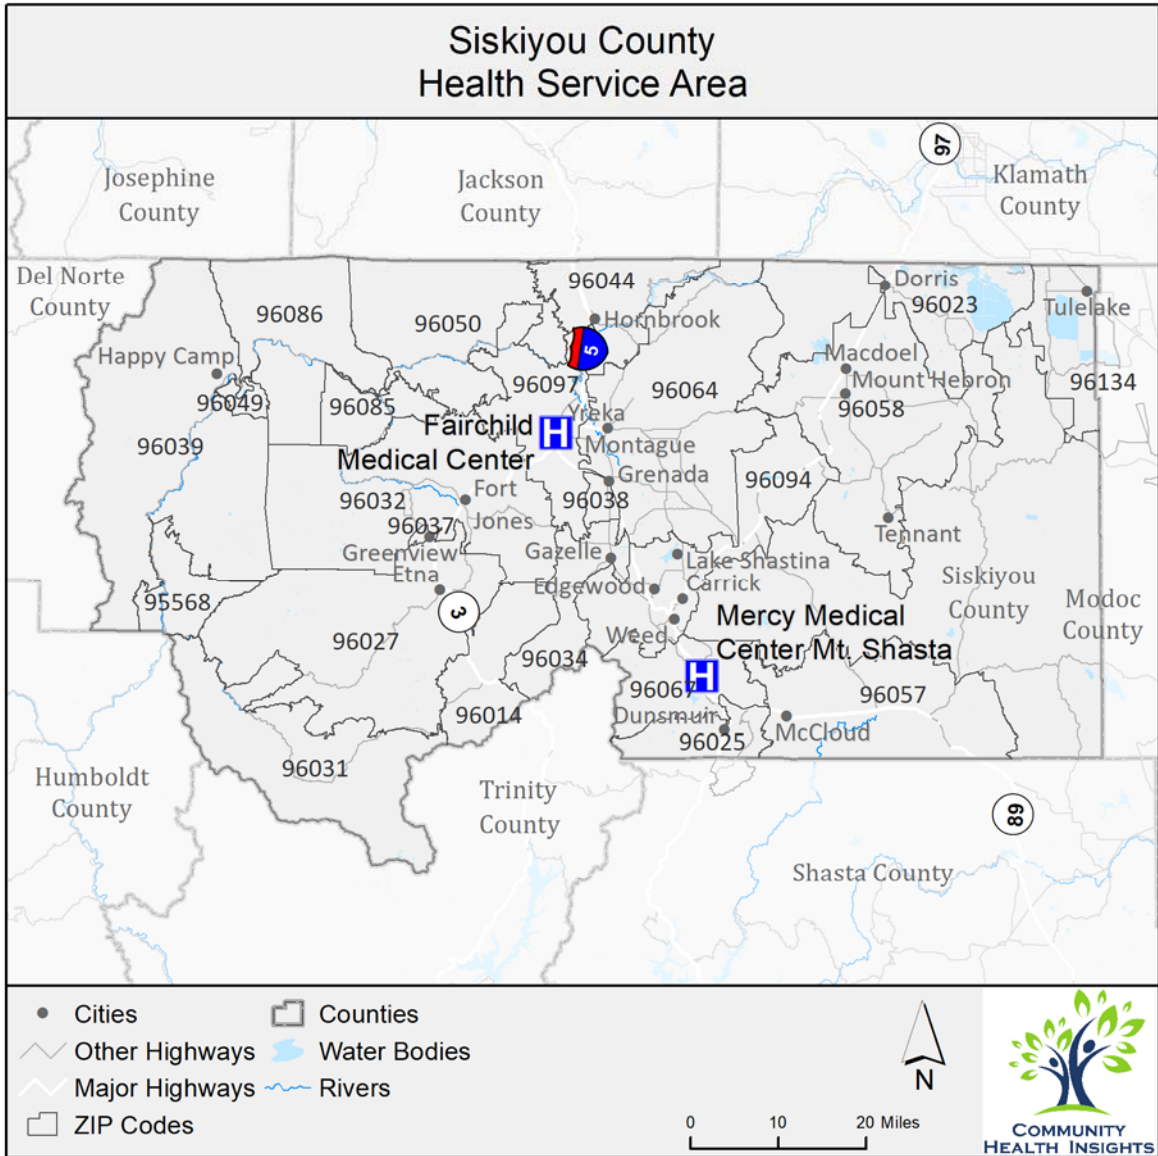 Siskiyou County
Health Service Area
97
Josephine
County
Jackson
County
Klamath
County
Del Norte
County
96044
Dorris
96023
Tulelake
96086
96050
Hornbrook
5
Happy Camp
Macdoel
96097
96064
Mount Hebron
96134
96049
96085
96058
Yreka
Fairchild
Medical Center
H
Montague
96039
Grenada
96094
96032
Fort
Jones
96038
96037
Tennant
Greenview
Gazelle
Lake Shastina
Etna
Edgewood
Carrick
Siskiyou
County
Modoc
County
95568
3
Mercy Medical
Center Mt. Shasta
96027
Weed
96034
H
96067
96057
96014
Dunsmuir
McCloud
96025
96031
Humboldt
County
Trinity
County
89
Shasta County
Cities
Counties
Other Highways
Water Bodies
Major Highways
Rivers
ZIP Codes
N
0 10 20 Miles
COMMUNITY
HEALTH INSIGHTS